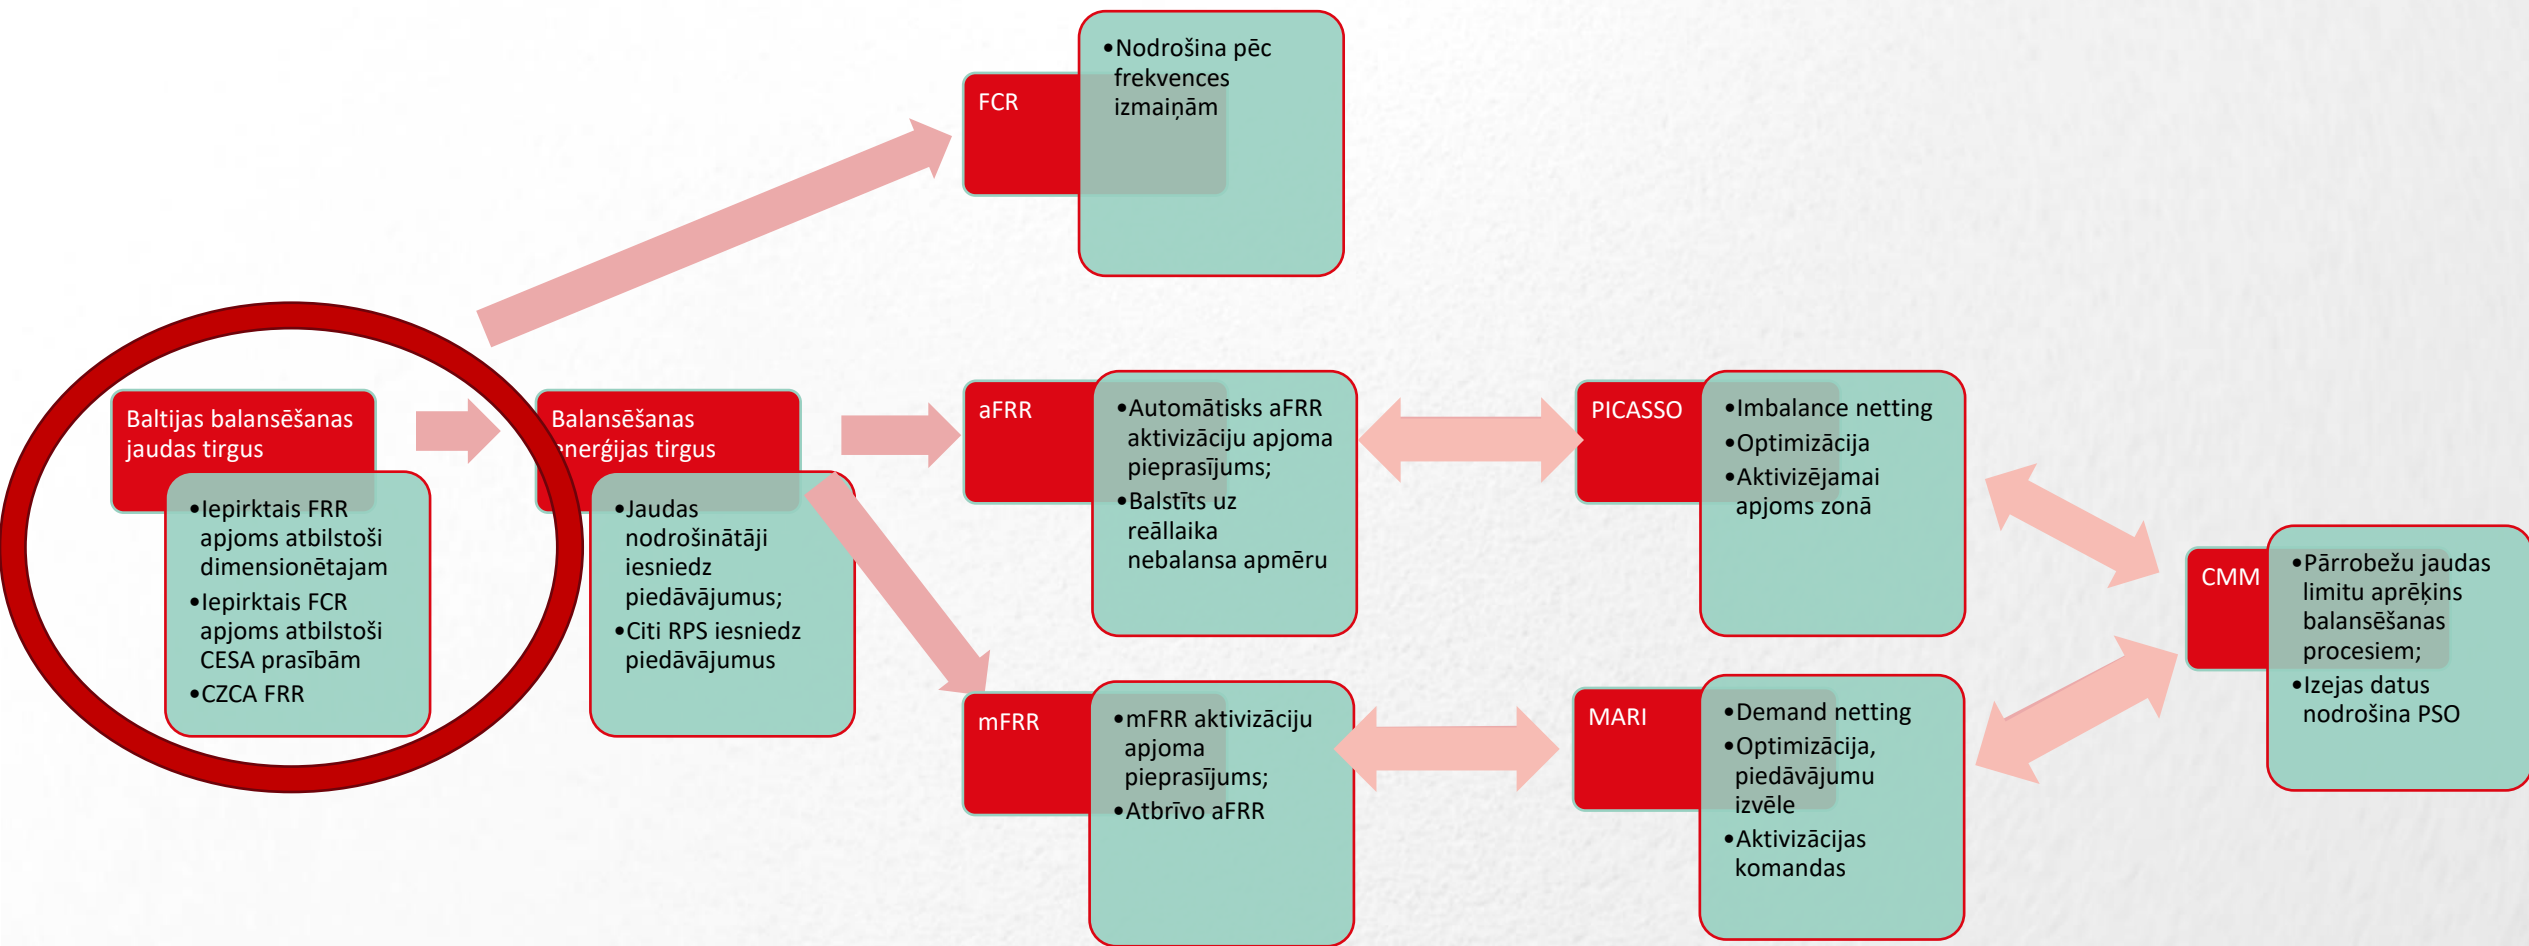 FCR
•Nodrošina pēc
frekvences
izmaiņām
Baltijas balansēšanas
jaudas tirgus
•Iepirktais FRR
apjoms atbilstoši
dimensionētajam
•Iepirktais FCR
apjoms atbilstoši
CESA prasībām
•CZCA FRR
Balansēšanas
enerģijas tirgus
•Jaudas
nodrošinātāji
iesniedz
piedāvājumus;
•Citi RPS iesniedz
piedāvājumus
aFRR
•Automātisks aFRR
aktivizāciju apjoma
pieprasījums;
•Balstīts uz
reāllaika
nebalansa apmēru
PICASSO
•Imbalance netting
•Optimizācija
•Aktivizējamai
apjoms zonā
mFRR
•mFRR aktivizāciju
apjoma
pieprasījums;
•Atbrīvo aFRR
MARI
•Demand netting
•Optimizācija,
piedāvājumu
izvēle
•Aktivizācijas
komandas
CMM
•Pārrobežu jaudas
limitu aprēķins
balansēšanas
procesiem;
•Izejas datus
nodrošina PSO